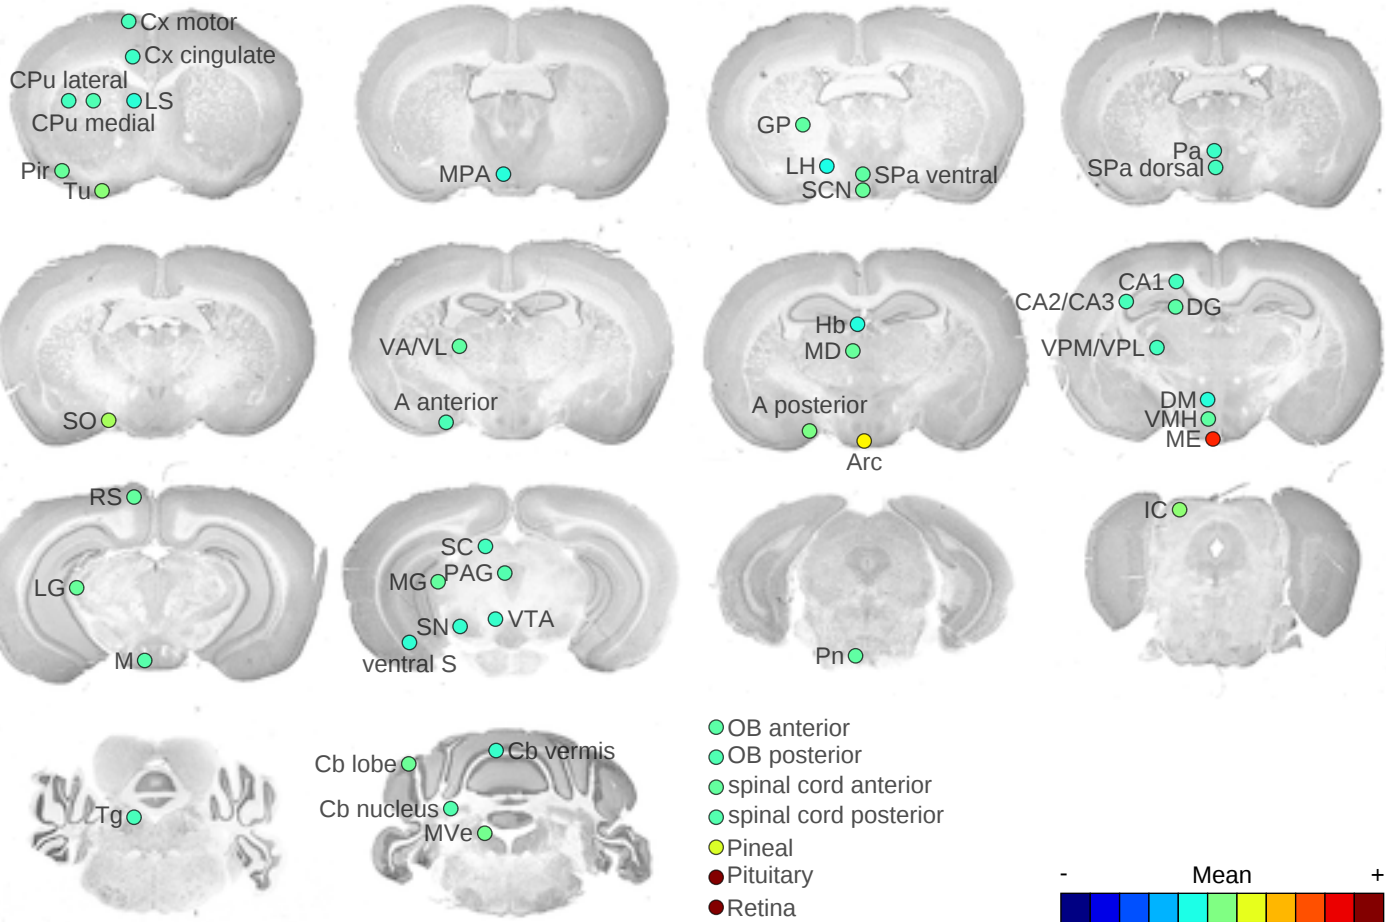 Cx motor
Cx cingulate
CPu lateral
LS
CPu medial
Pir
Tu
MPA
GP
LH
SPa ventral
SCN
Pa
SPa dorsal
SO
VA/VL
A anterior
Hb
MD
A posterior
Arc
CA1
CA2/CA3
DG
VPM/VPL
DM
VMH
ME
RS
LG
M
SC
MG
PAG
SN
VTA
ventral S
Pn
IC
Tg
Cb lobe
Cb vermis
Cb nucleus
MVe
OB anterior
OB posterior
spinal cord anterior
spinal cord posterior
Pineal
Pituitary
Retina
- Mean +